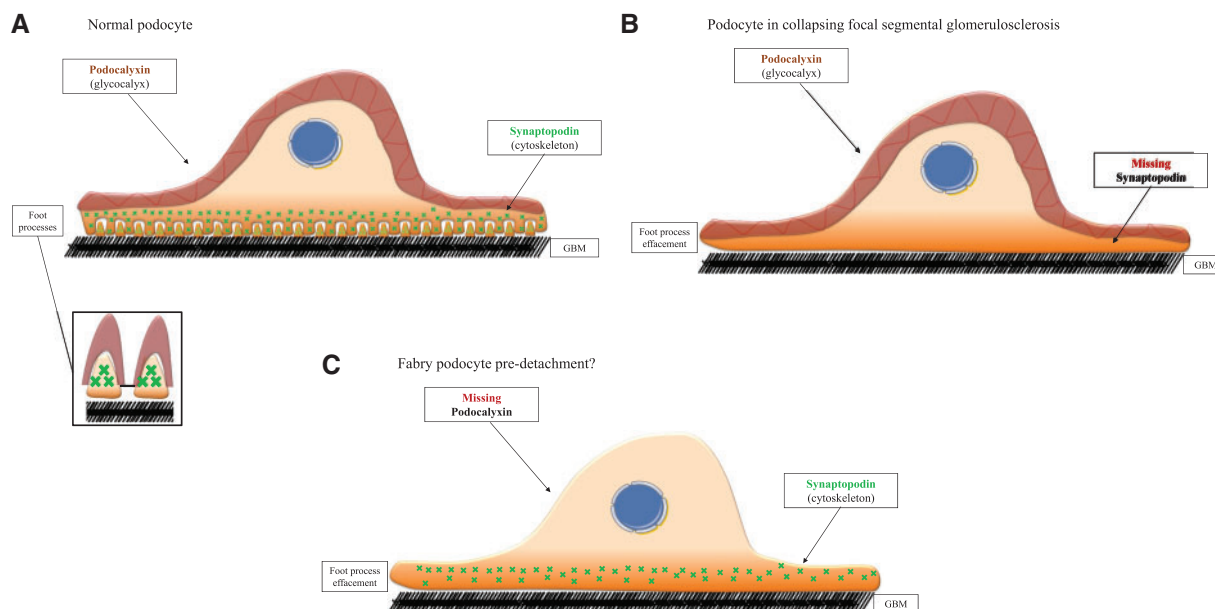 A
Normal podocyte
Podocalyxin
(glycocalyx)
Synaptopodin
(cytoskeleton)
Foot
processes
GBM
B
Podocyte in collapsing focal segmental glomerulosclerosis
Podocalyxin
(glycocalyx)
Missing
Synaptopodin
Foot process
effacement
GBM
C
Fabry podocyte pre-detachment?
Missing
Podocalyxin
Synaptopodin
(cytoskeleton)
Foot process
effacement
GBM